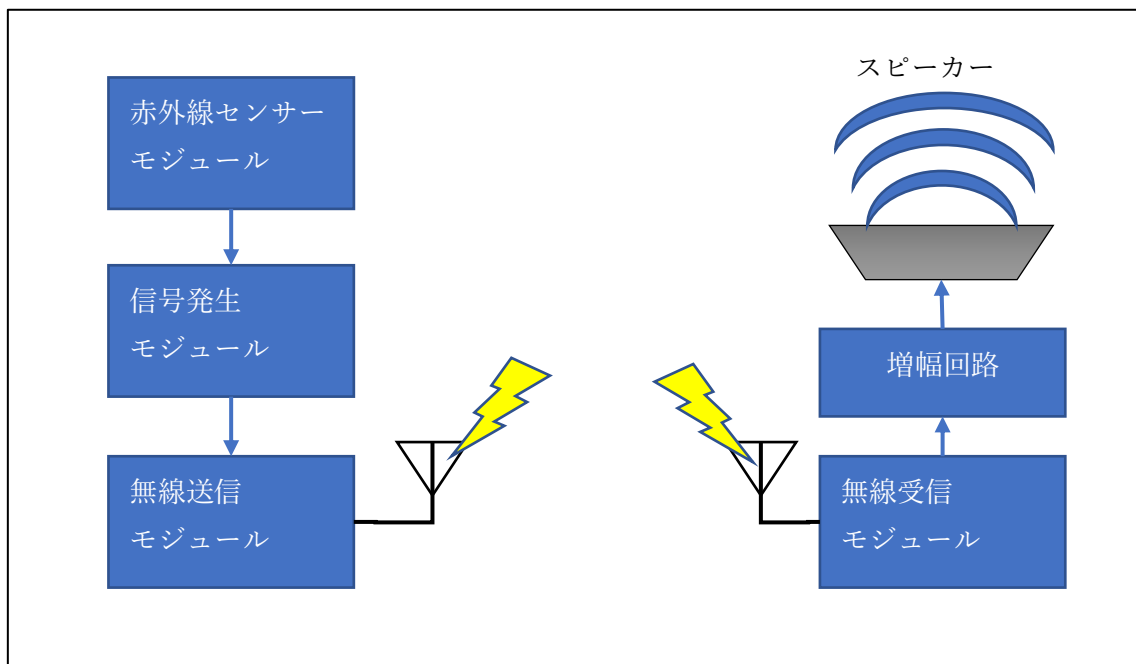 赤外線センサー
モジュール
信号発生
モジュール
無線送信
モジュール
スピーカー
増幅回路
無線受信
モジュール